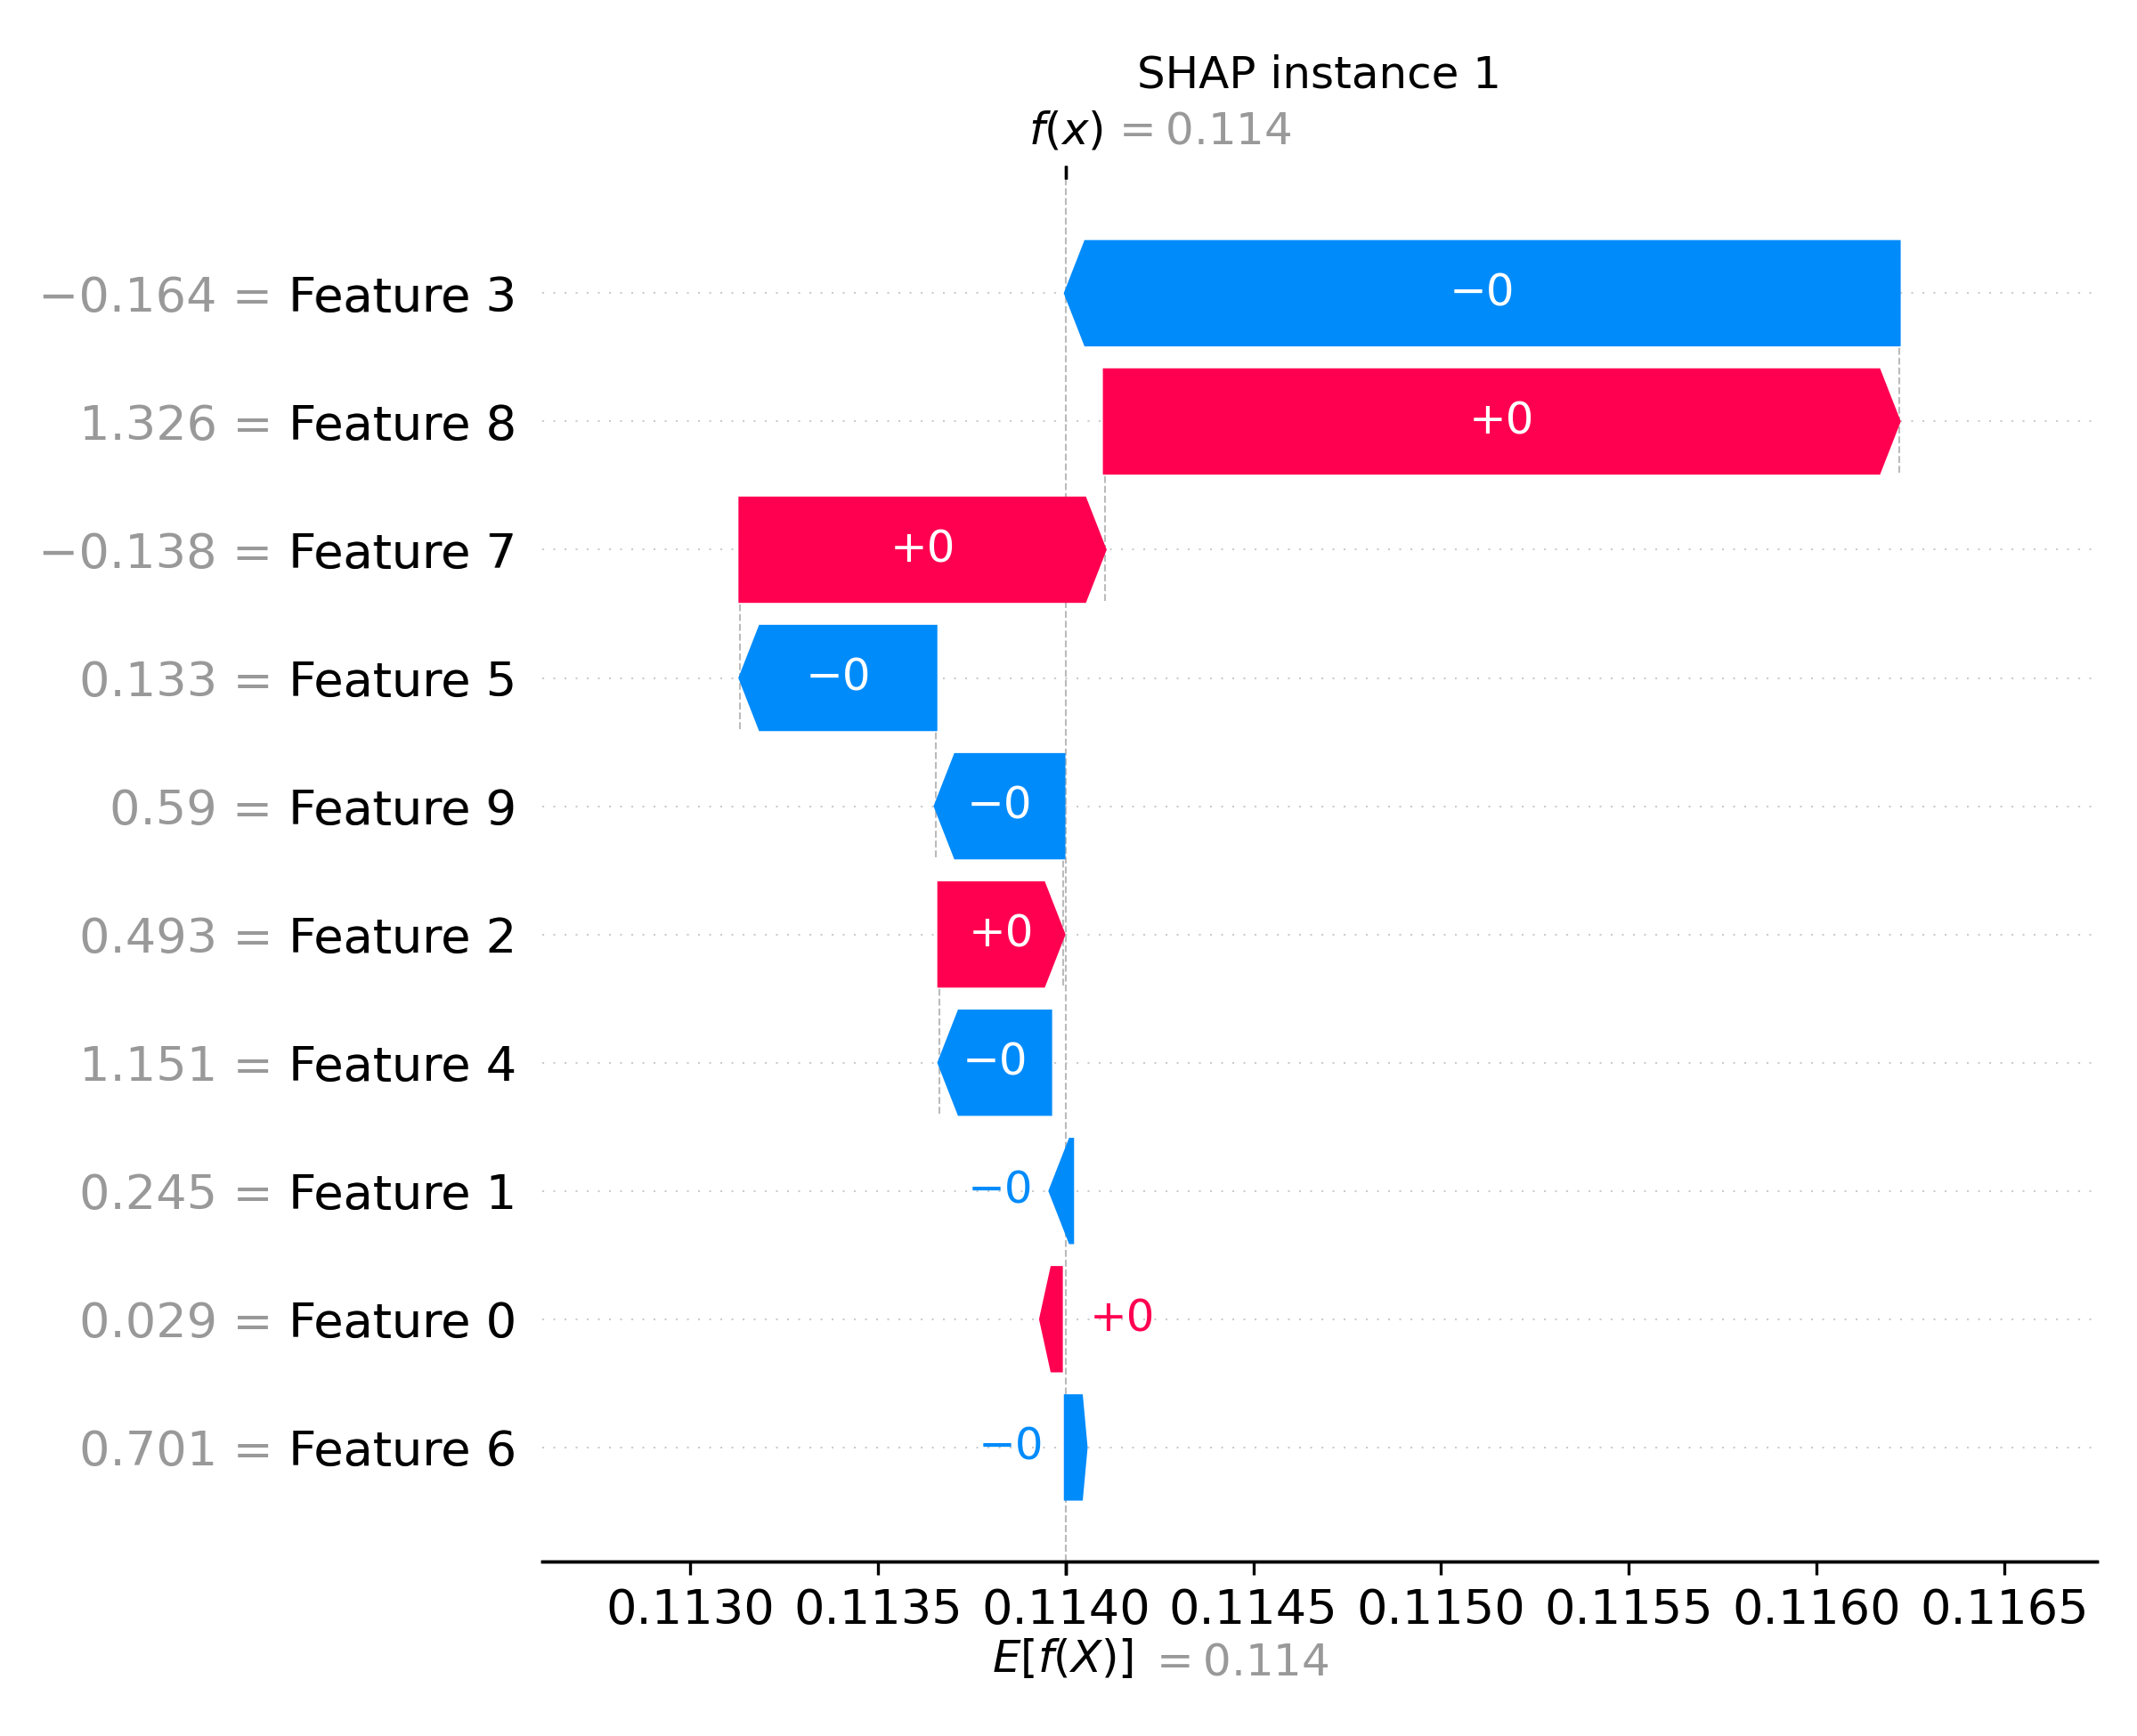 SHAP instance 1
f(x) = 0.114
−0.164 = Feature 3 −0
1.326 = Feature 8 +0
−0.138 = Feature 7 +0
0.133 = Feature 5 −0
0.59 = Feature 9 −0
0.493 = Feature 2 +0
1.151 = Feature 4 −0
0.245 = Feature 1 −0
0.029 = Feature 0 +0
0.701 = Feature 6 −0
0.1130 0.1135 0.1140 0.1145 0.1150 0.1155 0.1160 0.1165
E[f(X)] = 0.114